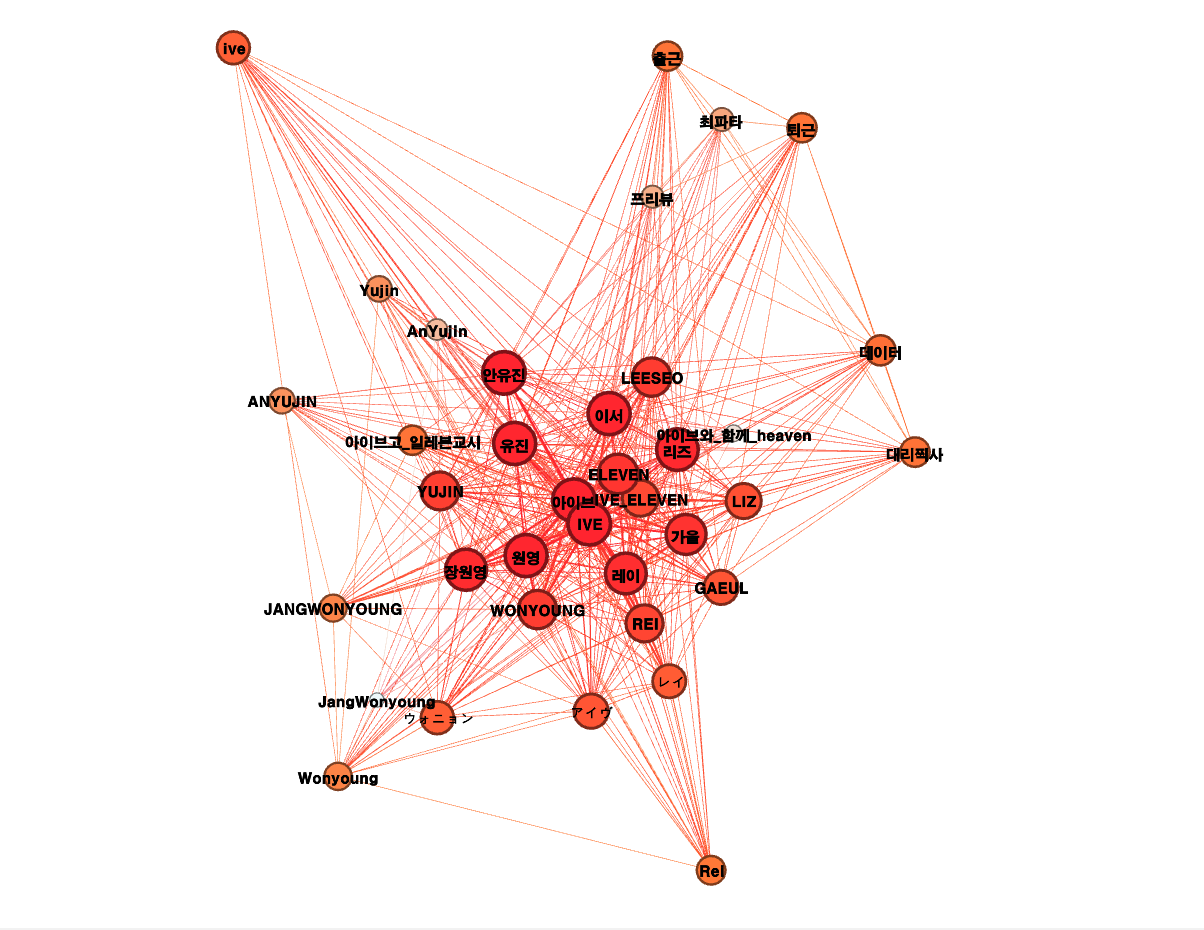 ive
출근
최파타
퇴근
프리뷰
Yujin
AnYujin
데이터
안유진
LEESEO
ANYUJIN
이서
아이브와_함께_heaven
아이브고_일레븐교시
유진
리즈
대리찍사
ELEVEN
YUJIN
아이브
IVE_ELEVEN
LIZ
IVE
가을
원영
장원영
레이
GAEUL
JANGWONYOUNG
WONYOUNG
REI
レイ
JangWonyoung
アイヴ
ウォニョン
Wonyoung
ReI